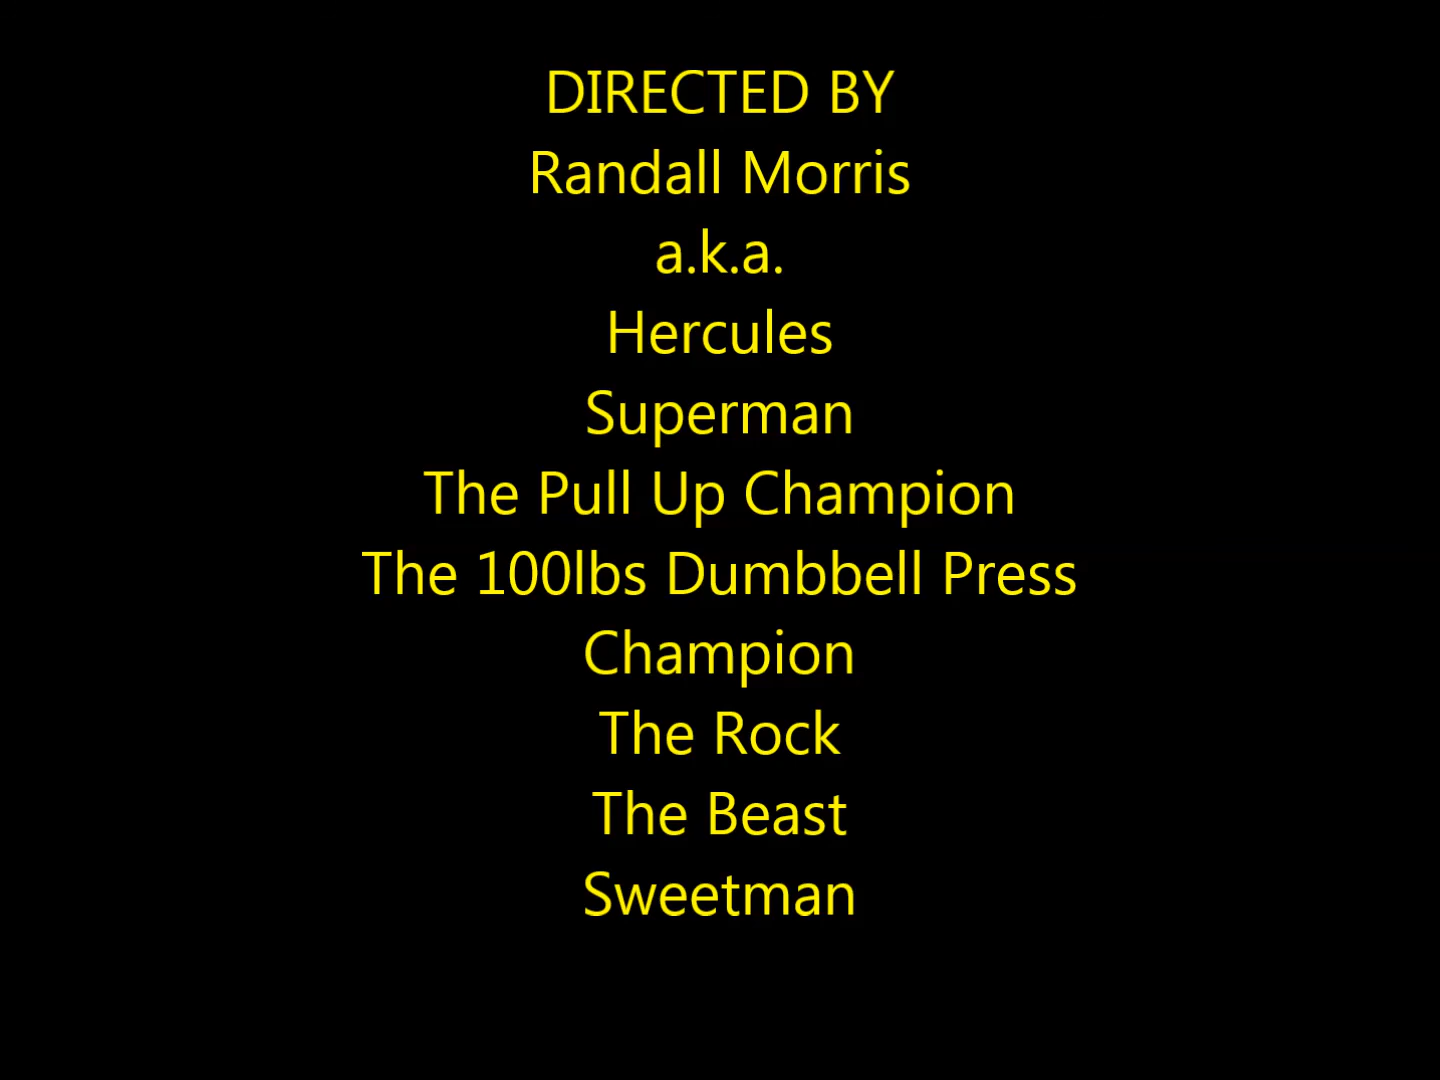 DIRECTED BY
Randall Morris
a.k.a.
Hercules
Superman
The Pull Up Champion
The 100lbs Dumbbell Press
Champion
The Rock
The Beast
Sweetman